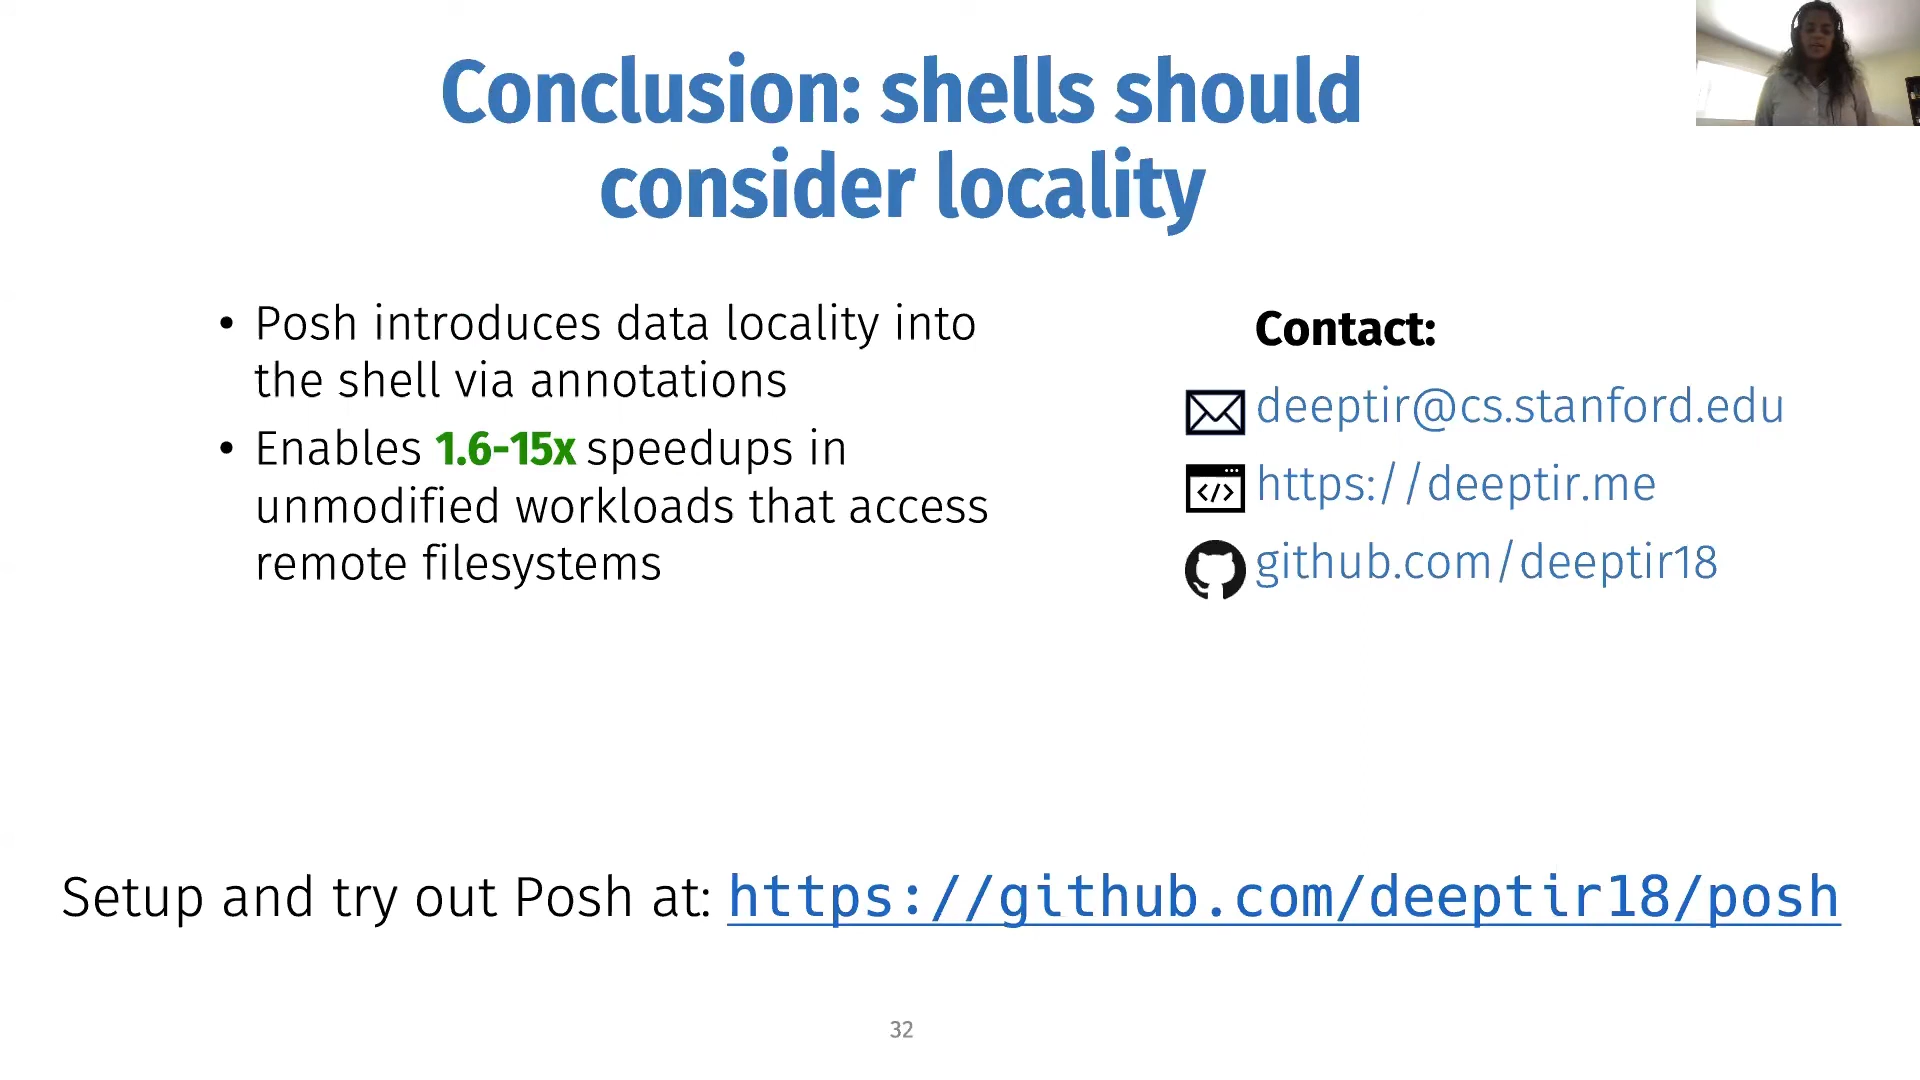 Conclusion: shells should
consider locality
• Posh introduces data locality into
the shell via annotations
• Enables 1.6-15x speedups in
unmodified workloads that access
remote filesystems
Contact:
deeptir@cs.stanford.edu
</> https://deeptir.me
github.com/deeptir18
Setup and try out Posh at: https://github.com/deeptir18/posh
32